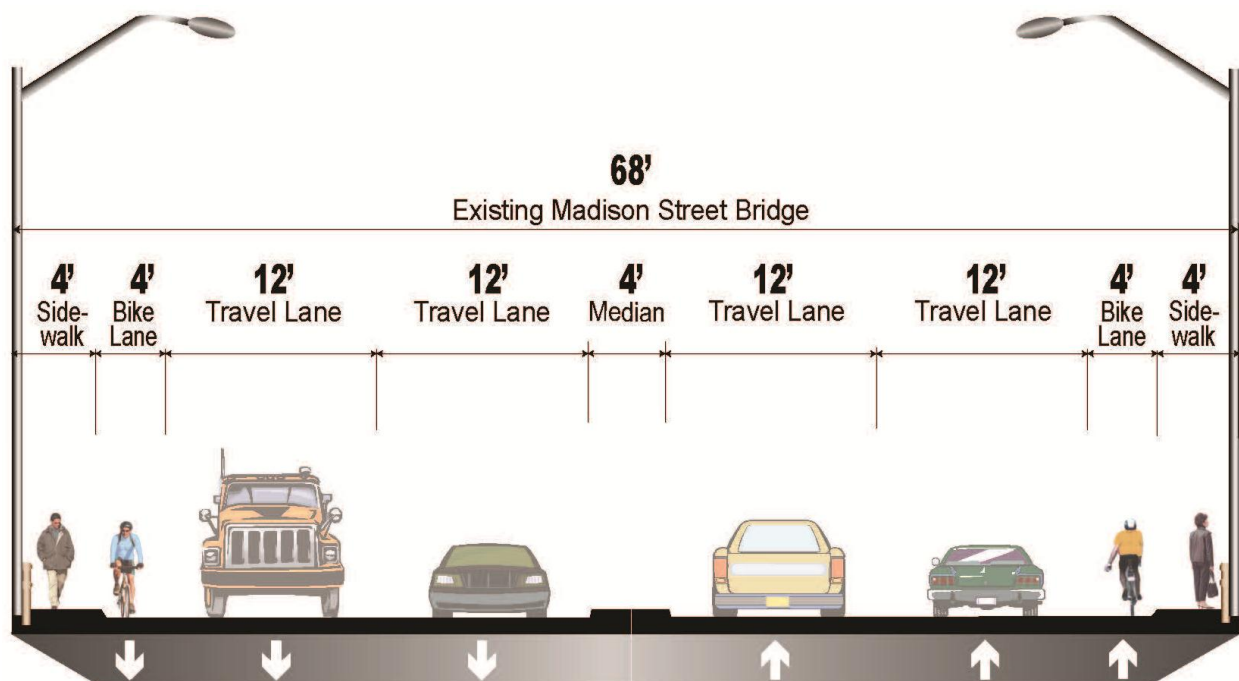 68’
Existing Madison Street Bridge
4’ 4’ 12’ 12’ 4’ 12’ 12’ 4’ 4’
Side- Bike Travel Lane Travel Lane Median Travel Lane Travel Lane Bike Side-
walk Lane Lane walk